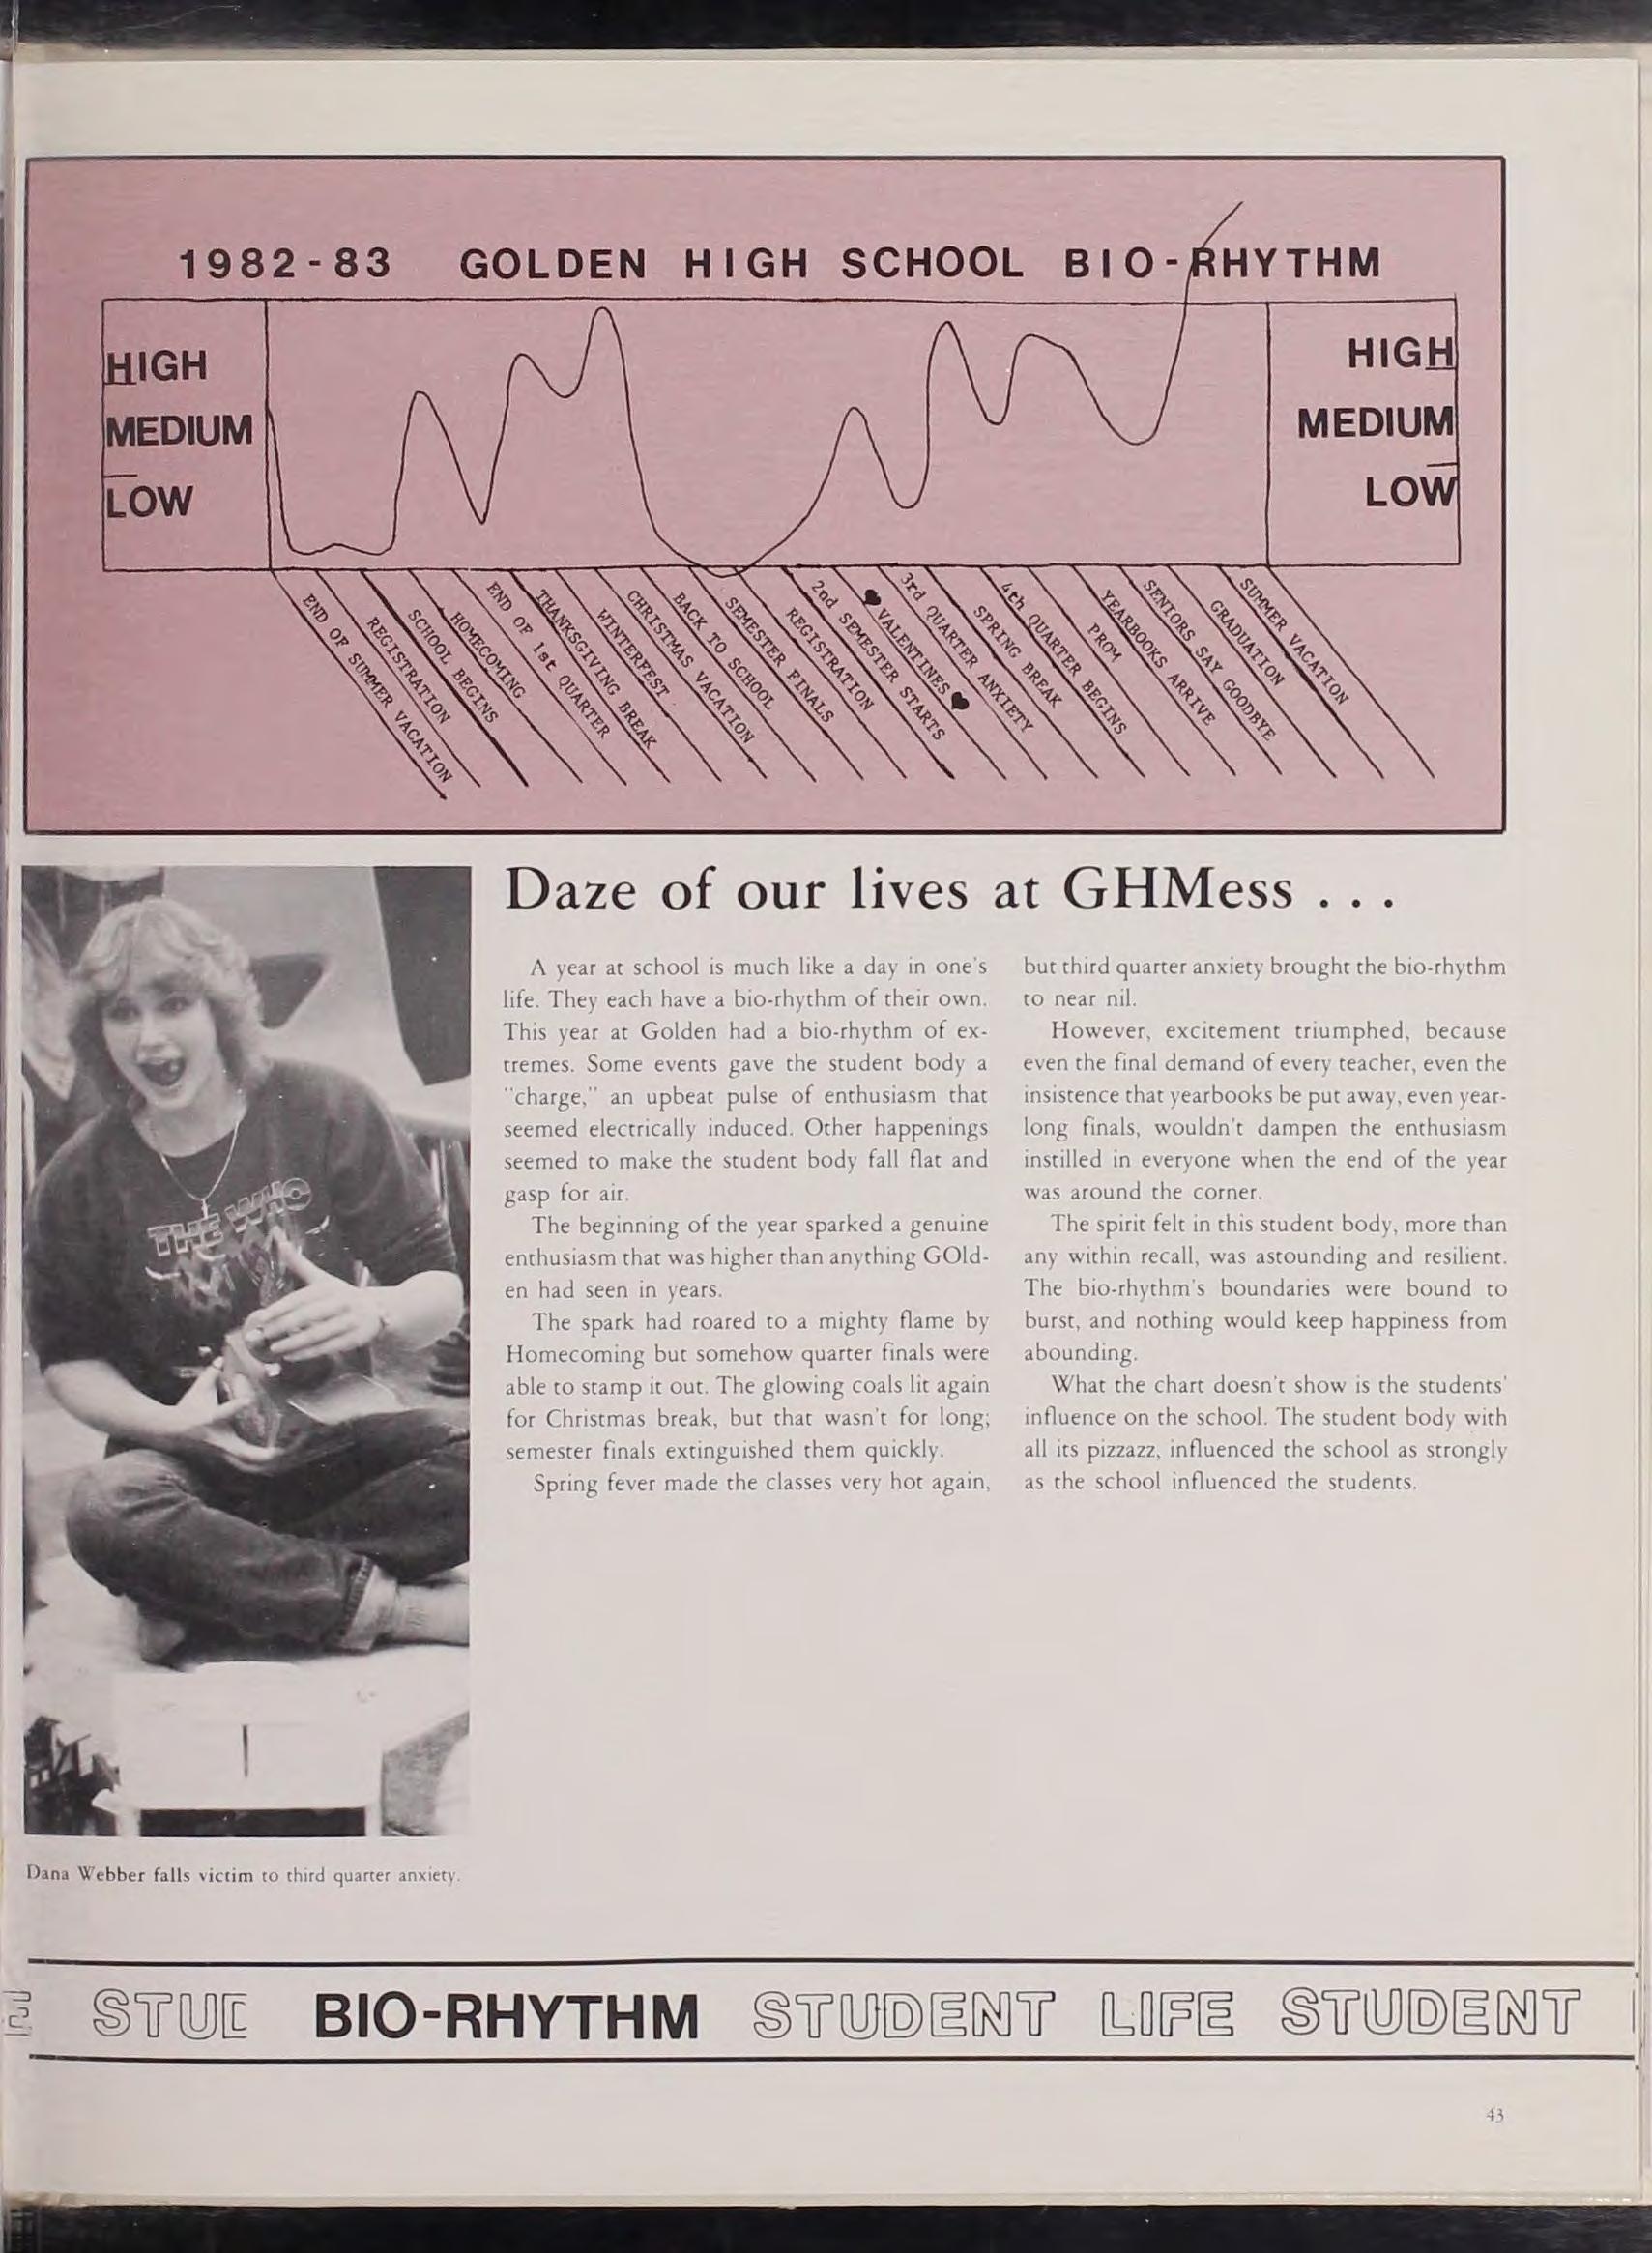 1982-83 GOLDEN HIGH SCHOOL BIO-RHYTHM
HIGH
MEDIUM
LOW
HIGH
MEDIUM
LOW
END OF SUMMER VACATION
REGISTRATION
SCHOOL BEGINS
HOMECOMING
END OF 1st QUARTER
THANKSGIVING BREAK
WINTERFEST
CHRISTMAS VACATION
BACK TO SCHOOL
SEMESTER FINALS
REGISTRATION
2nd SEMESTER STARTS
♥ VALENTINES ♥
3rd QUARTER ANXIETY
SPRING BREAK
4th QUARTER BEGINS
PROM
YEARBOOKS ARRIVE
SENIORS SAY GOODBYE
GRADUATION
SUMMER VACATION
Daze of our lives at GHMess . . .
A year at school is much like a day in one's
life. They each have a bio-rhythm of their own.
This year at Golden had a bio-rhythm of ex-
tremes. Some events gave the student body a
"charge," an upbeat pulse of enthusiasm that
seemed electrically induced. Other happenings
seemed to make the student body fall flat and
gasp for air.
The beginning of the year sparked a genuine
enthusiasm that was higher than anything GOld-
en had seen in years.
The spark had roared to a mighty flame by
Homecoming but somehow quarter finals were
able to stamp it out. The glowing coals lit again
for Christmas break, but that wasn't for long;
semester finals extinguished them quickly.
Spring fever made the classes very hot again,
but third quarter anxiety brought the bio-rhythm
to near nil.
However, excitement triumphed, because
even the final demand of every teacher, even the
insistence that yearbooks be put away, even year-
long finals, wouldn't dampen the enthusiasm
instilled in everyone when the end of the year
was around the corner.
The spirit felt in this student body, more than
any within recall, was astounding and resilient.
The bio-rhythm's boundaries were bound to
burst, and nothing would keep happiness from
abounding.
What the chart doesn't show is the students'
influence on the school. The student body with
all its pizzazz, influenced the school as strongly
as the school influenced the students.
THE WHO
Dana Webber falls victim to third quarter anxiety.
E STUD BIO-RHYTHM STUDENT LIFE STUDENT
43